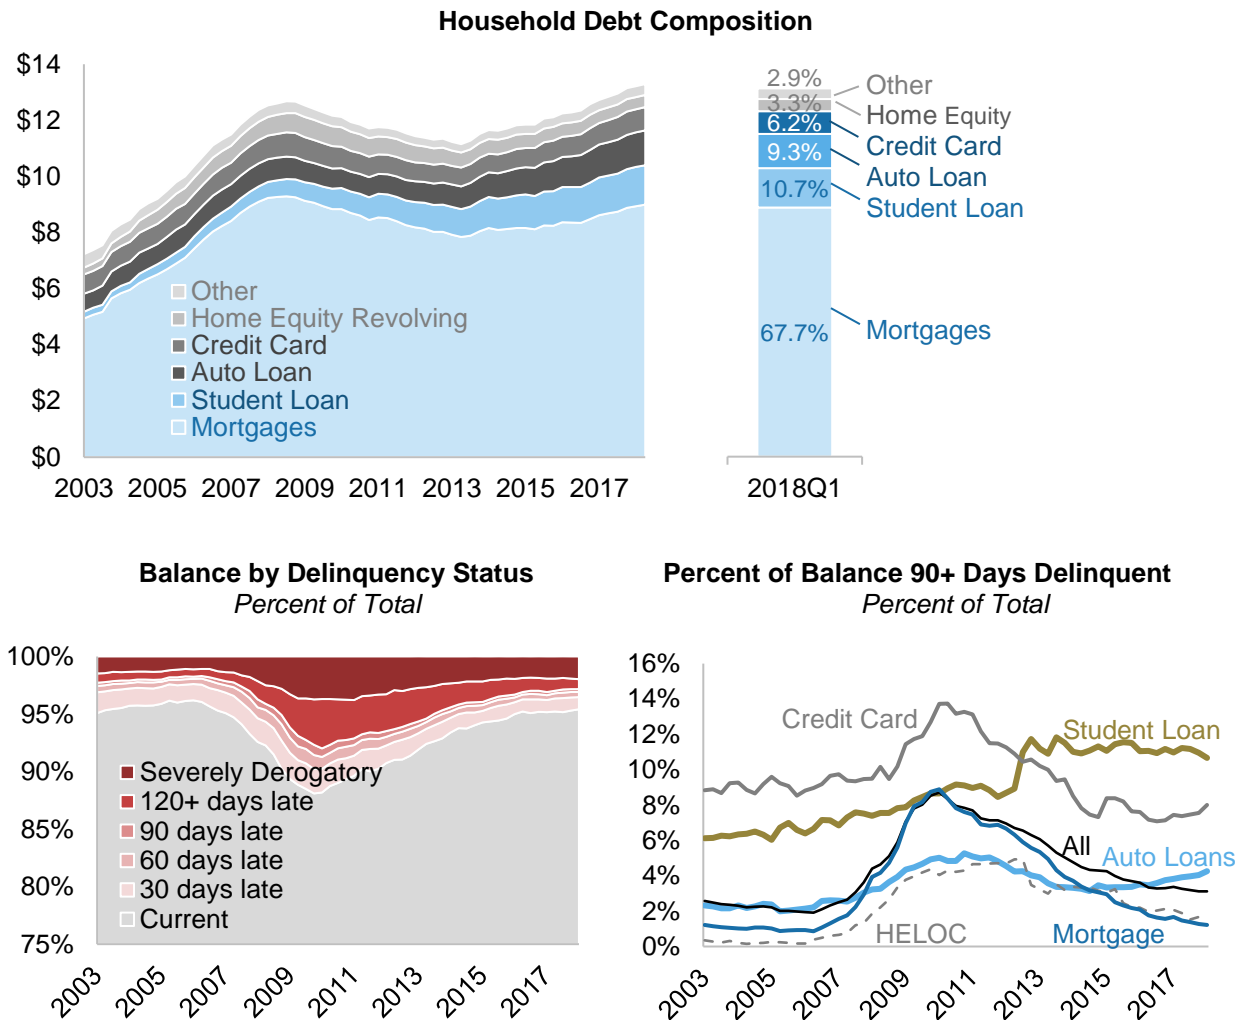 Household Debt Composition
$14
$12
$10
$8
$6
$4
$2
$0
Other
Home Equity Revolving
Credit Card
Auto Loan
Student Loan
Mortgages
2003 2005 2007 2009 2011 2013 2015 2017
2.9%
3.3%
6.2%
9.3%
10.7%
67.7%
Other
Home Equity
Credit Card
Auto Loan
Student Loan
Mortgages
2018Q1
Balance by Delinquency Status
Percent of Total
100%
95%
90%
85%
80%
75%
Severely Derogatory
120+ days late
90 days late
60 days late
30 days late
Current
2003 2005 2007 2009 2011 2013 2015 2017
Percent of Balance 90+ Days Delinquent
Percent of Total
16%
14%
12%
10%
8%
6%
4%
2%
0%
Credit Card
Student Loan
All
Auto Loans
HELOC
Mortgage
2003 2005 2007 2009 2011 2013 2015 2017